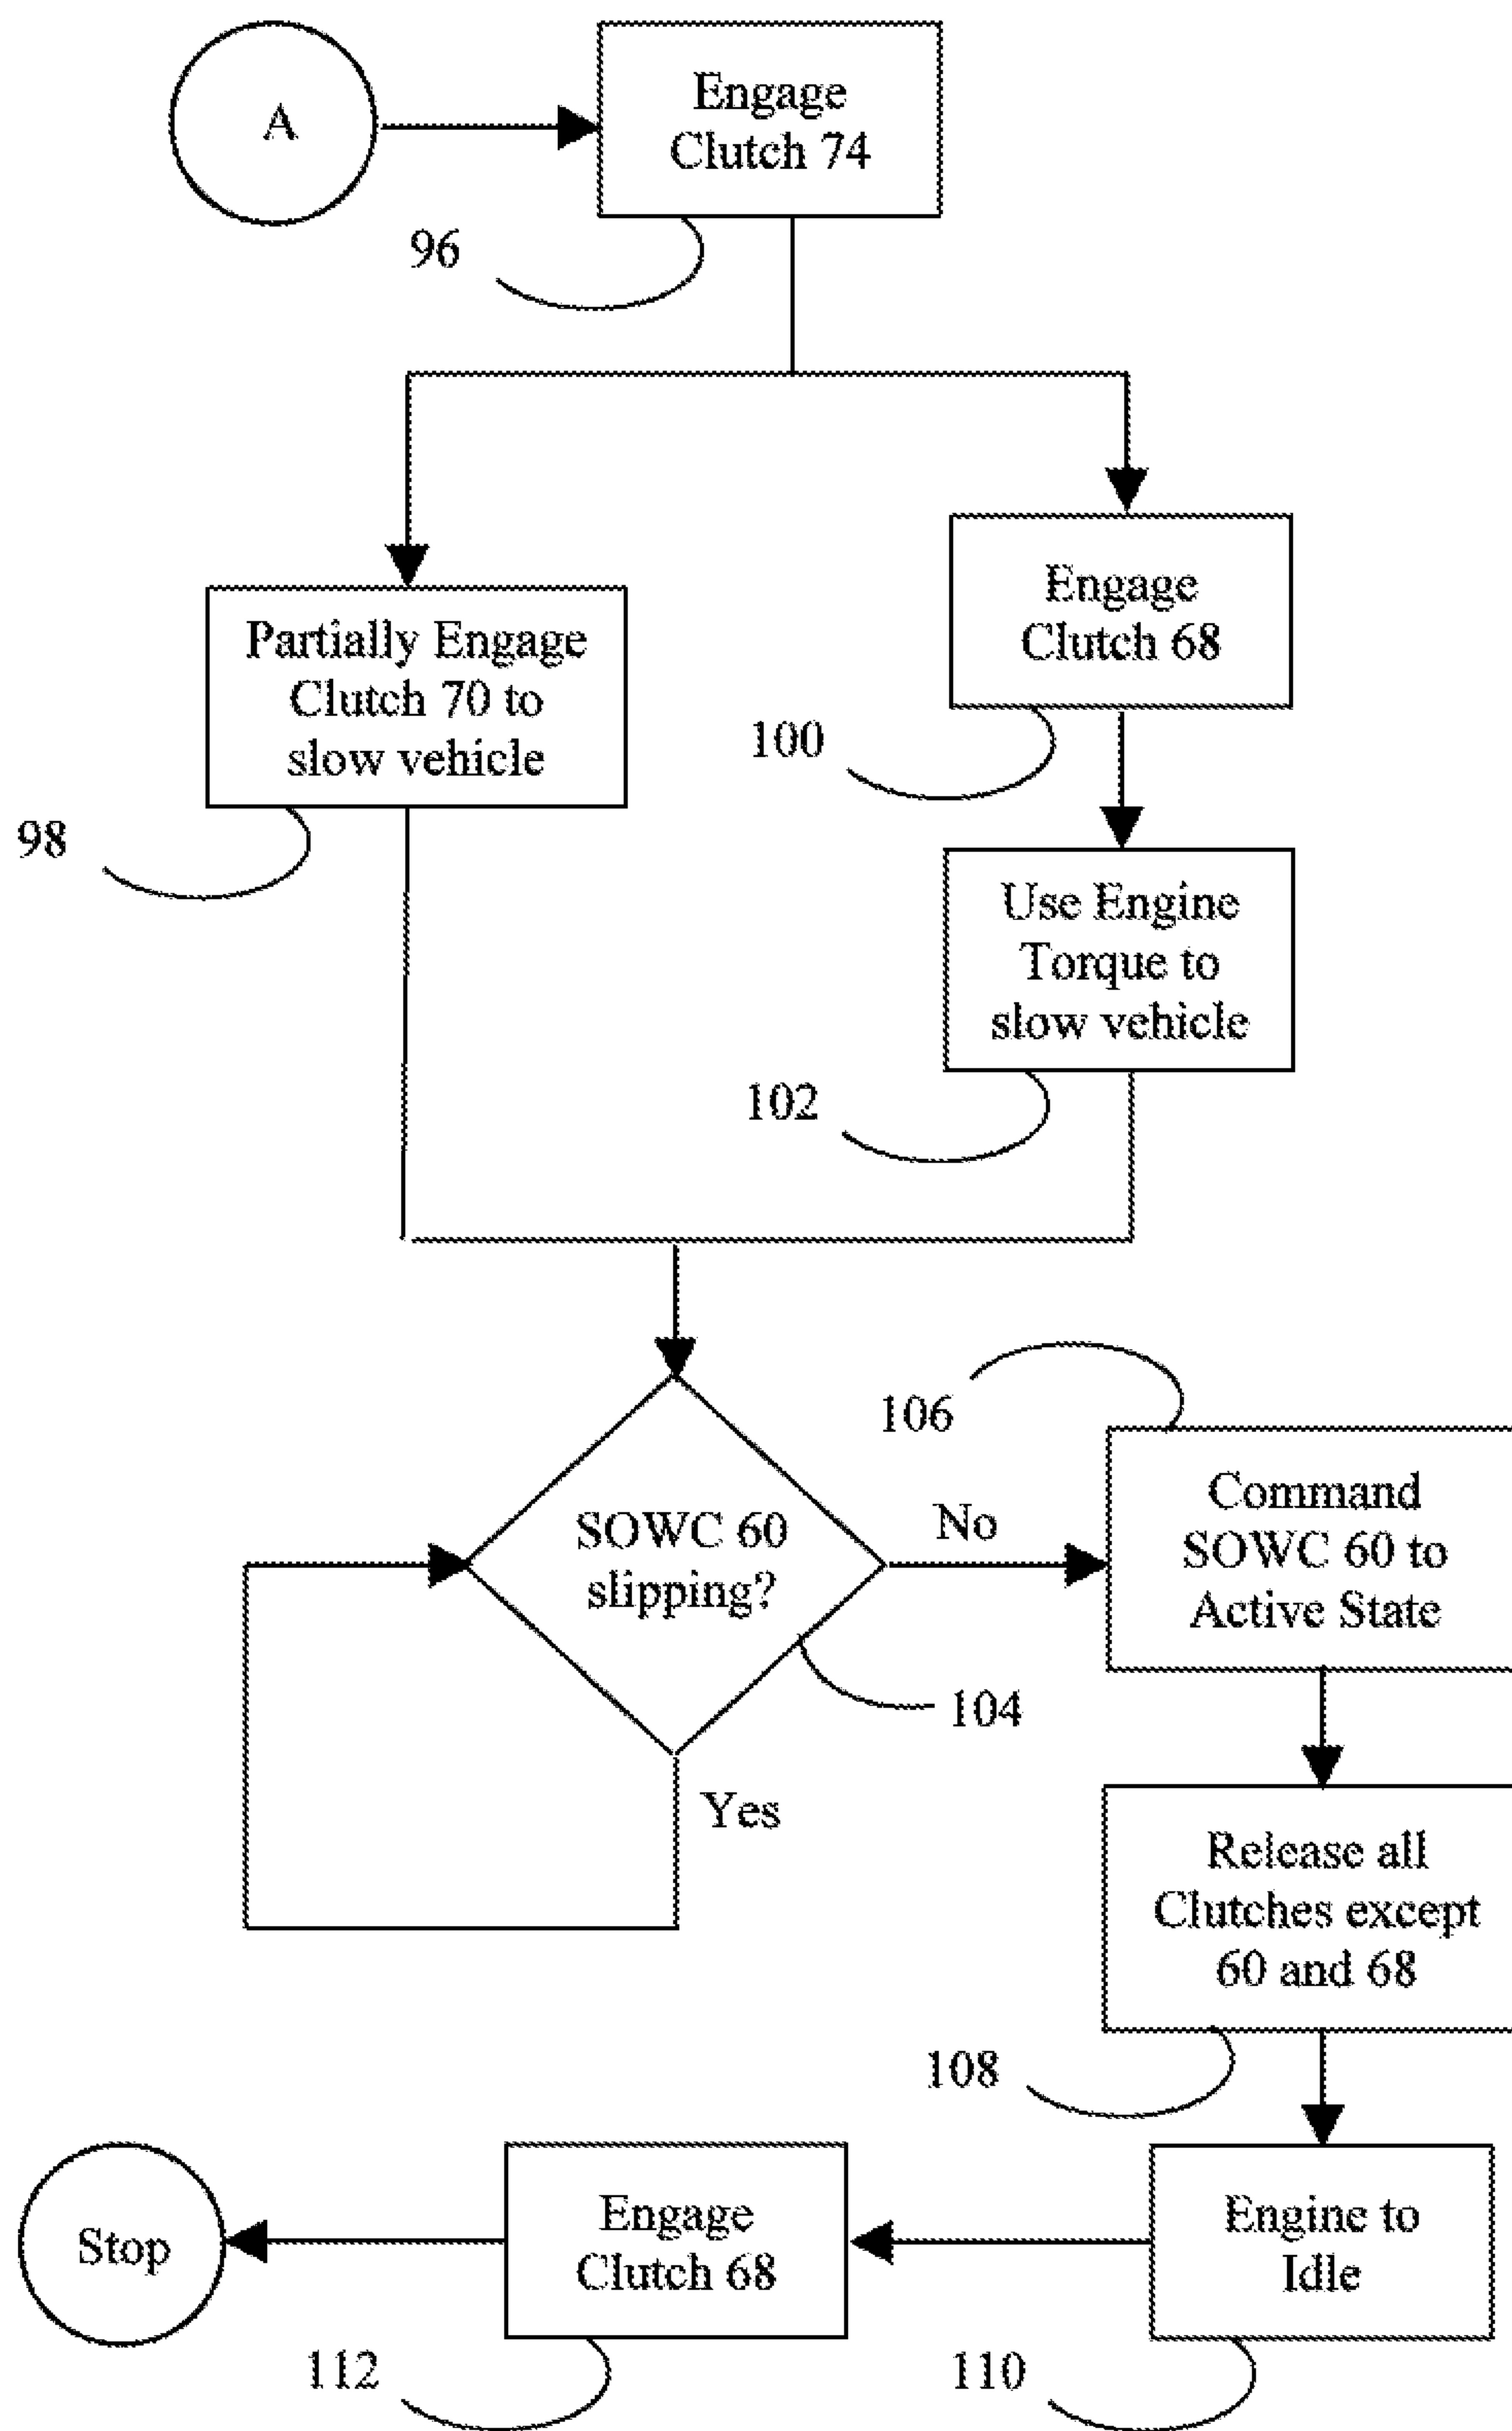 A
Engage
Clutch 74
96
Partially Engage
Clutch 70 to
slow vehicle
98
Engage
Clutch 68
100
Use Engine
Torque to
slow vehicle
102
SOWC 60
slipping?
104
No
Yes
106
Command
SOWC 60 to
Active State
Release all
Clutches except
60 and 68
108
Engine to
Idle
110
Engage
Clutch 68
112
Stop